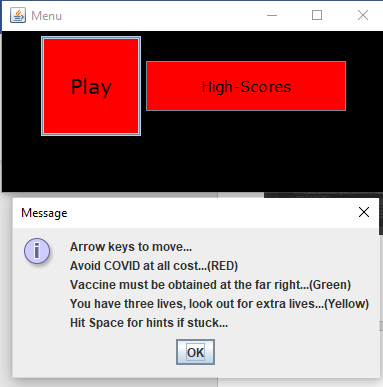 Menu
Play
High-Scores
Message
Arrow keys to move...
Avoid COVID at all cost...(RED)
Vaccine must be obtained at the far right...(Green)
You have three lives, look out for extra lives...(Yellow)
Hit Space for hints if stuck...
OK